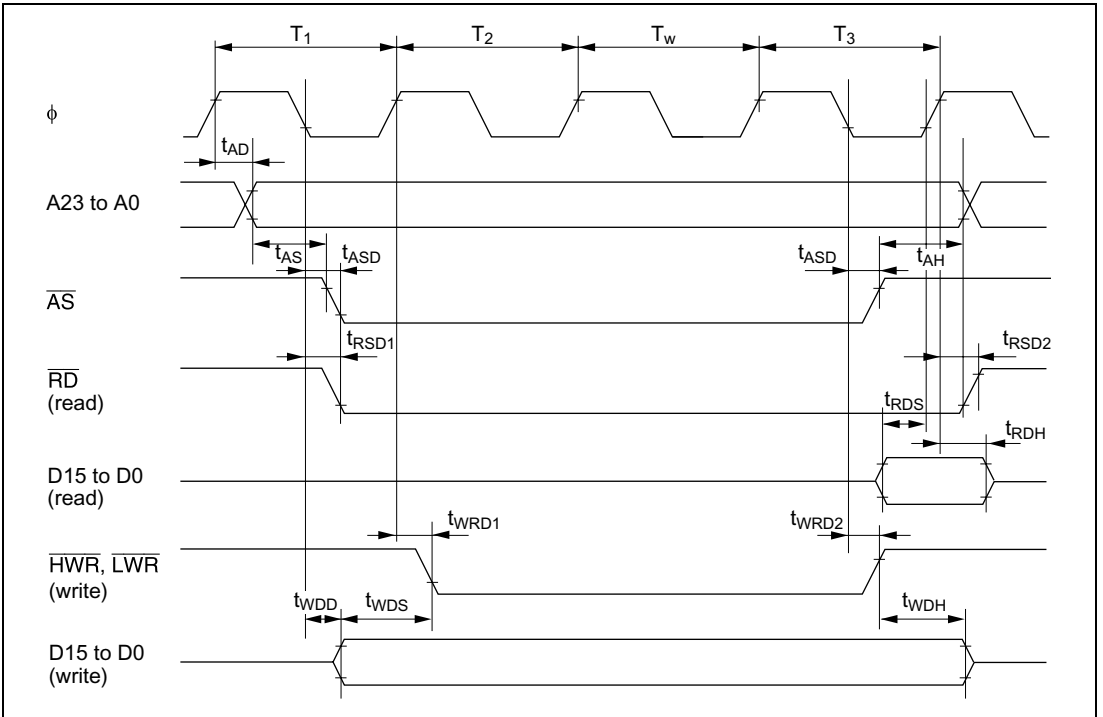 T1 T2 Tw T3
ϕ
tAD
A23 to A0
tAS tASD tASD tAH
AS
tRSD1 tRSD2
RD
(read)
tRDS
tRDH
D15 to D0
(read)
tWRD1 tWRD2
HWR, LWR
(write)
tWDD tWDS tWDH
D15 to D0
(write)